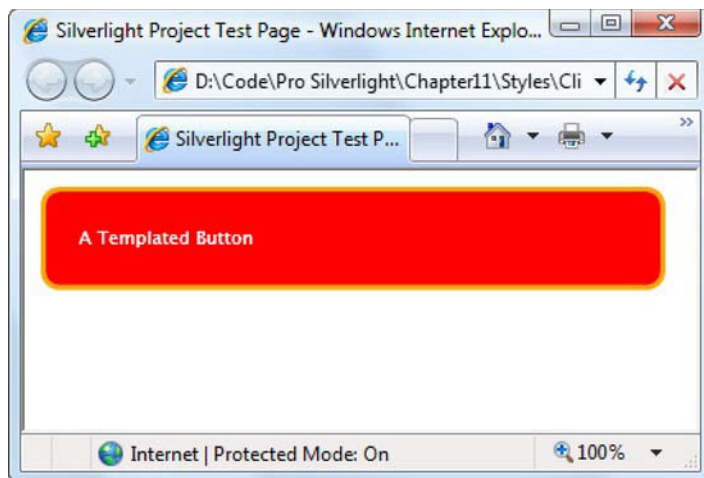 Silverlight Project Test Page - Windows Internet Explo...
D:\Code\Pro Silverlight\Chapter11\Styles\Cli
Silverlight Project Test P...
A Templated Button
Internet | Protected Mode: On
100%